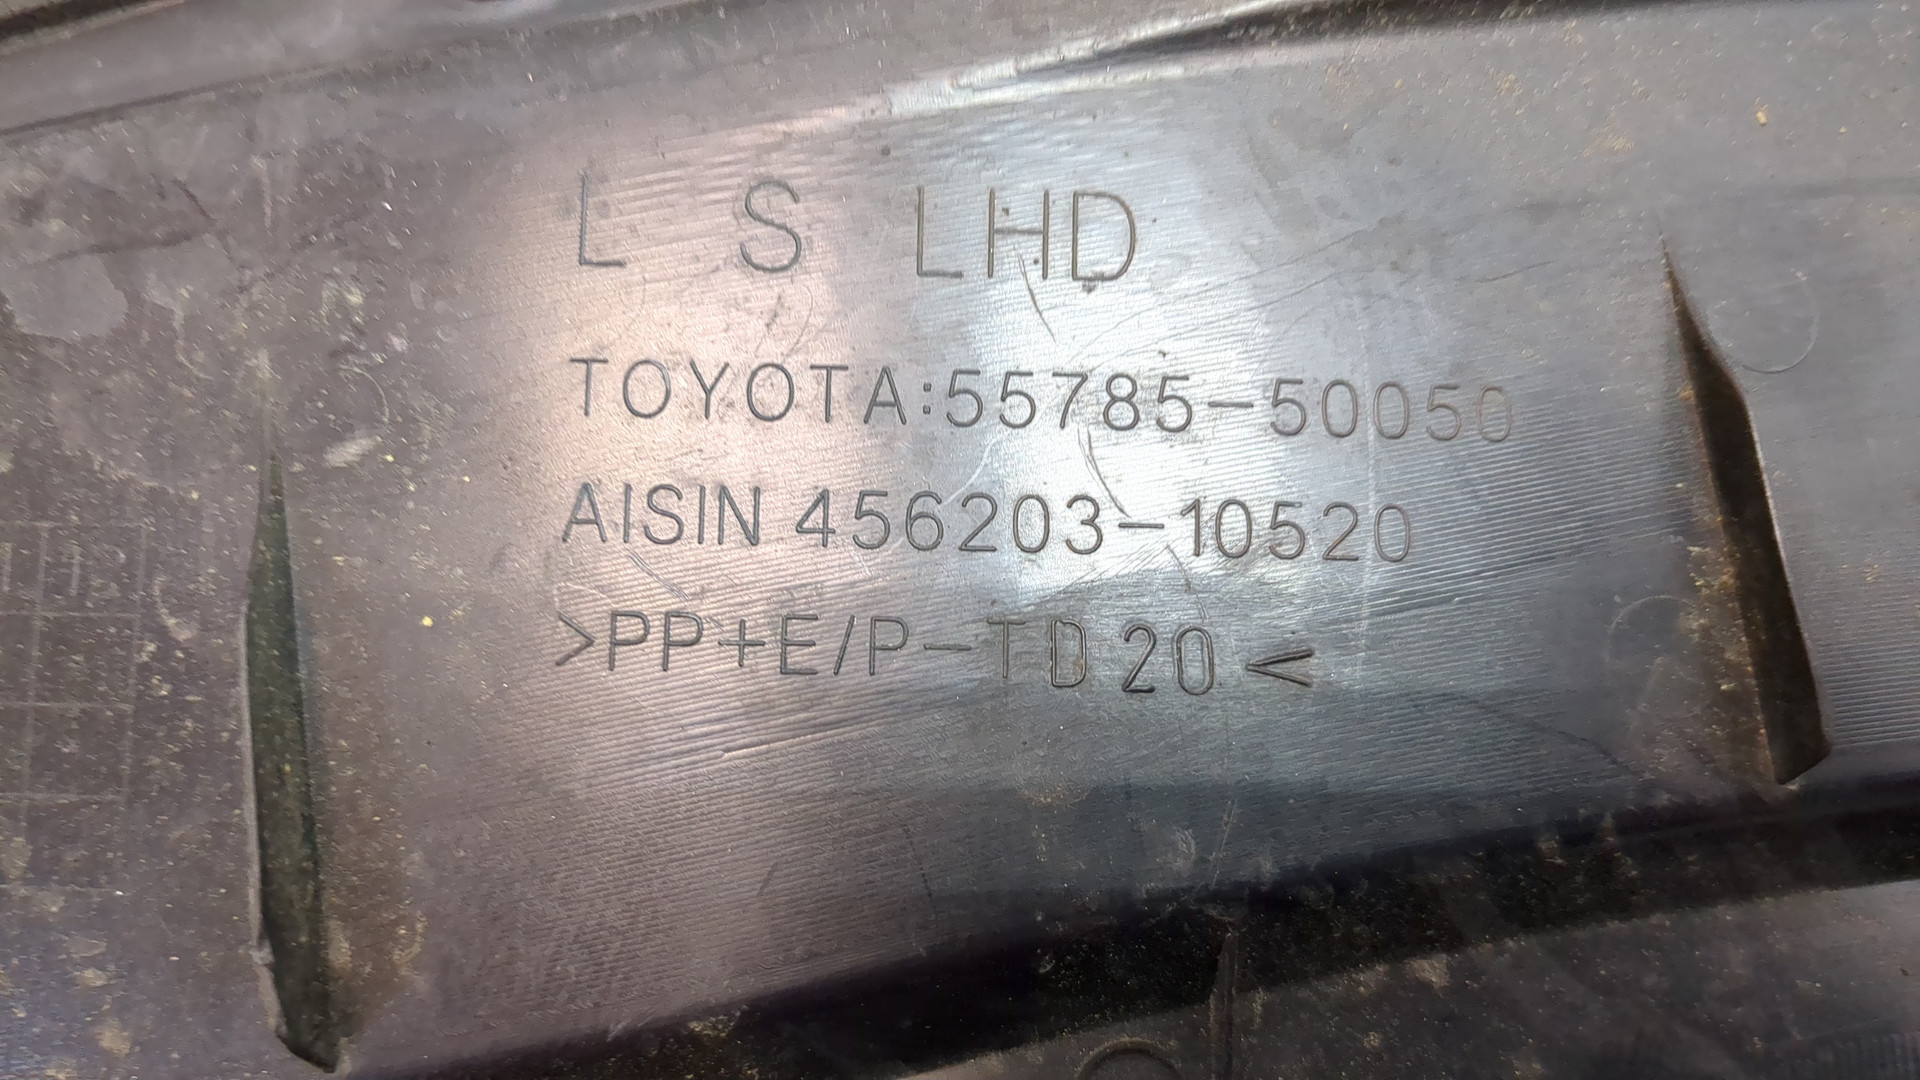 L S LHD
TOYOTA:55785-50050
AISIN 456203-10520
>PP+E/P-TD20<